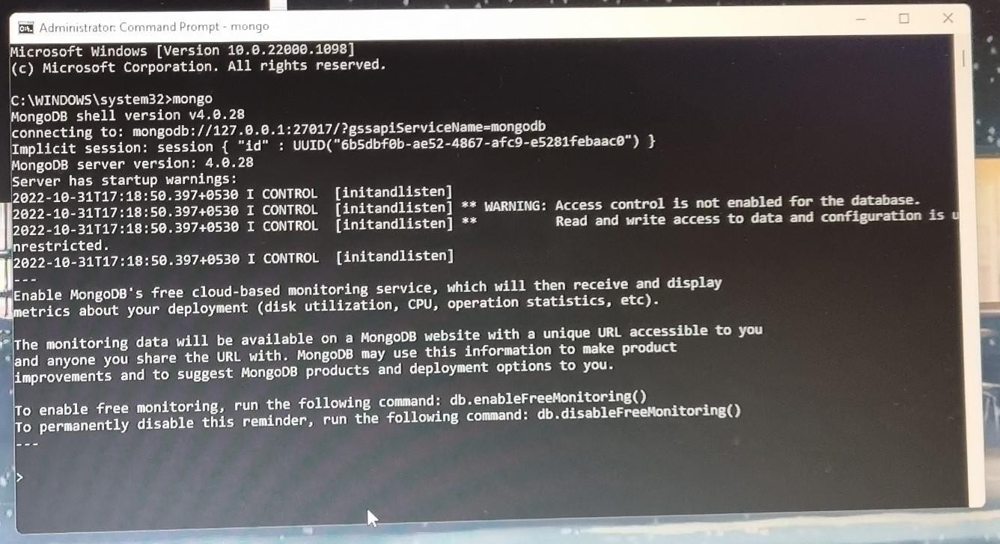 Administrator: Command Prompt - mongo
Microsoft Windows [Version 10.0.22000.1098]
(c) Microsoft Corporation. All rights reserved.
C:\WINDOWS\system32>mongo
MongoDB shell version v4.0.28
connecting to: mongodb://127.0.0.1:27017/?gssapiServiceName=mongodb
Implicit session: session { "id" : UUID("6b5dbf0b-ae52-4867-afc9-e5281febaac0") }
MongoDB server version: 4.0.28
Server has startup warnings:
2022-10-31T17:18:50.397+0530 I CONTROL  [initandlisten]
2022-10-31T17:18:50.397+0530 I CONTROL  [initandlisten] ** WARNING: Access control is not enabled for the database.
2022-10-31T17:18:50.397+0530 I CONTROL  [initandlisten] **          Read and write access to data and configuration is u
nrestricted.
2022-10-31T17:18:50.397+0530 I CONTROL  [initandlisten]
---
Enable MongoDB's free cloud-based monitoring service, which will then receive and display
metrics about your deployment (disk utilization, CPU, operation statistics, etc).
The monitoring data will be available on a MongoDB website with a unique URL accessible to you
and anyone you share the URL with. MongoDB may use this information to make product
improvements and to suggest MongoDB products and deployment options to you.
To enable free monitoring, run the following command: db.enableFreeMonitoring()
To permanently disable this reminder, run the following command: db.disableFreeMonitoring()
---
>